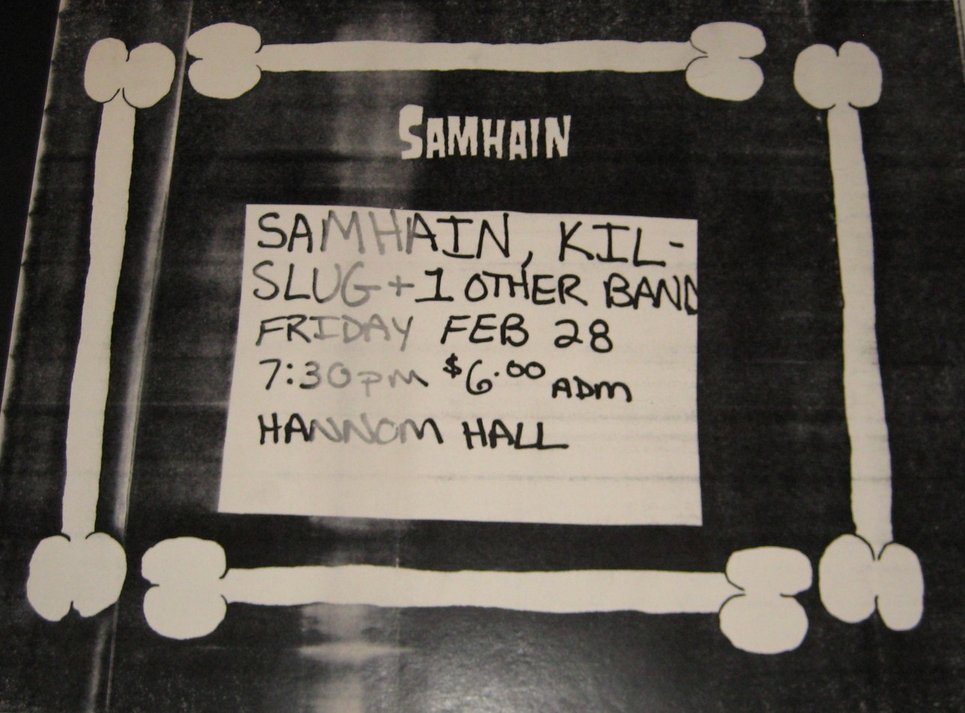 SAMHAIN
SAMHAIN, KIL-
SLUG + 1 OTHER BAND
FRIDAY FEB 28
7:30pm $6.00 ADM
HANNOM HALL